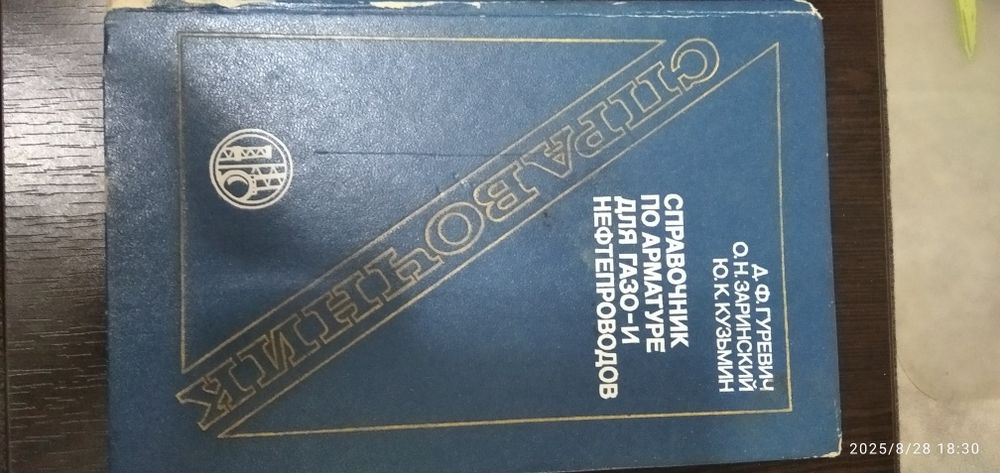 Д.Ф.ГУРЕВИЧ
О.Н.ЗАРИНСКИЙ
Ю.К.КУЗЬМИН
СПРАВОЧНИК
ПО АРМАТУРЕ
ДЛЯ ГАЗО-И
НЕФТЕПРОВОДОВ
СПРАВОЧНИК
2025/8/28 18:30